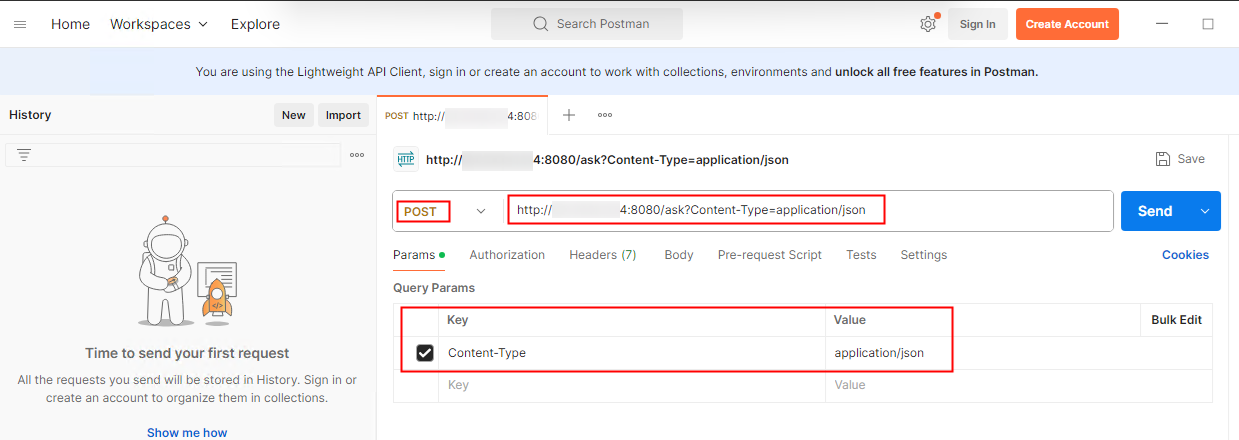 Home Workspaces Explore Search Postman Sign In Create Account
You are using the Lightweight API Client, sign in or create an account to work with collections, environments and unlock all free features in Postman.
History New Import POST http:// 4:808
HTTP http:// 4:8080/ask?Content-Type=application/json Save
POST http:// 4:8080/ask?Content-Type=application/json Send
Params Authorization Headers (7) Body Pre-request Script Tests Settings Cookies
Query Params
Key Value Bulk Edit
Content-Type application/json
Key Value
</>
Time to send your first request
All the requests you send will be stored in History. Sign in or
create an account to organize them in collections.
Show me how